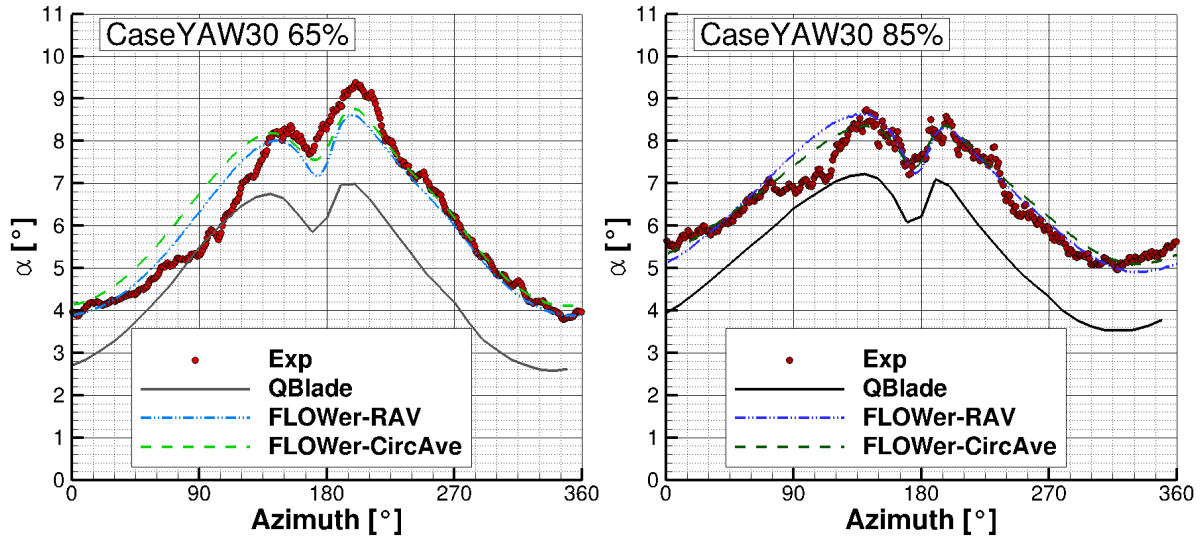 CaseYAW30 65%
11
10
9
8
7
6
5
4
3
2
1
0
α [°]
Exp
QBlade
FLOWer-RAV
FLOWer-CircAve
0
90
180
270
360
Azimuth [°]
CaseYAW30 85%
11
10
9
8
7
6
5
4
3
2
1
0
α [°]
Exp
QBlade
FLOWer-RAV
FLOWer-CircAve
0
90
180
270
360
Azimuth [°]